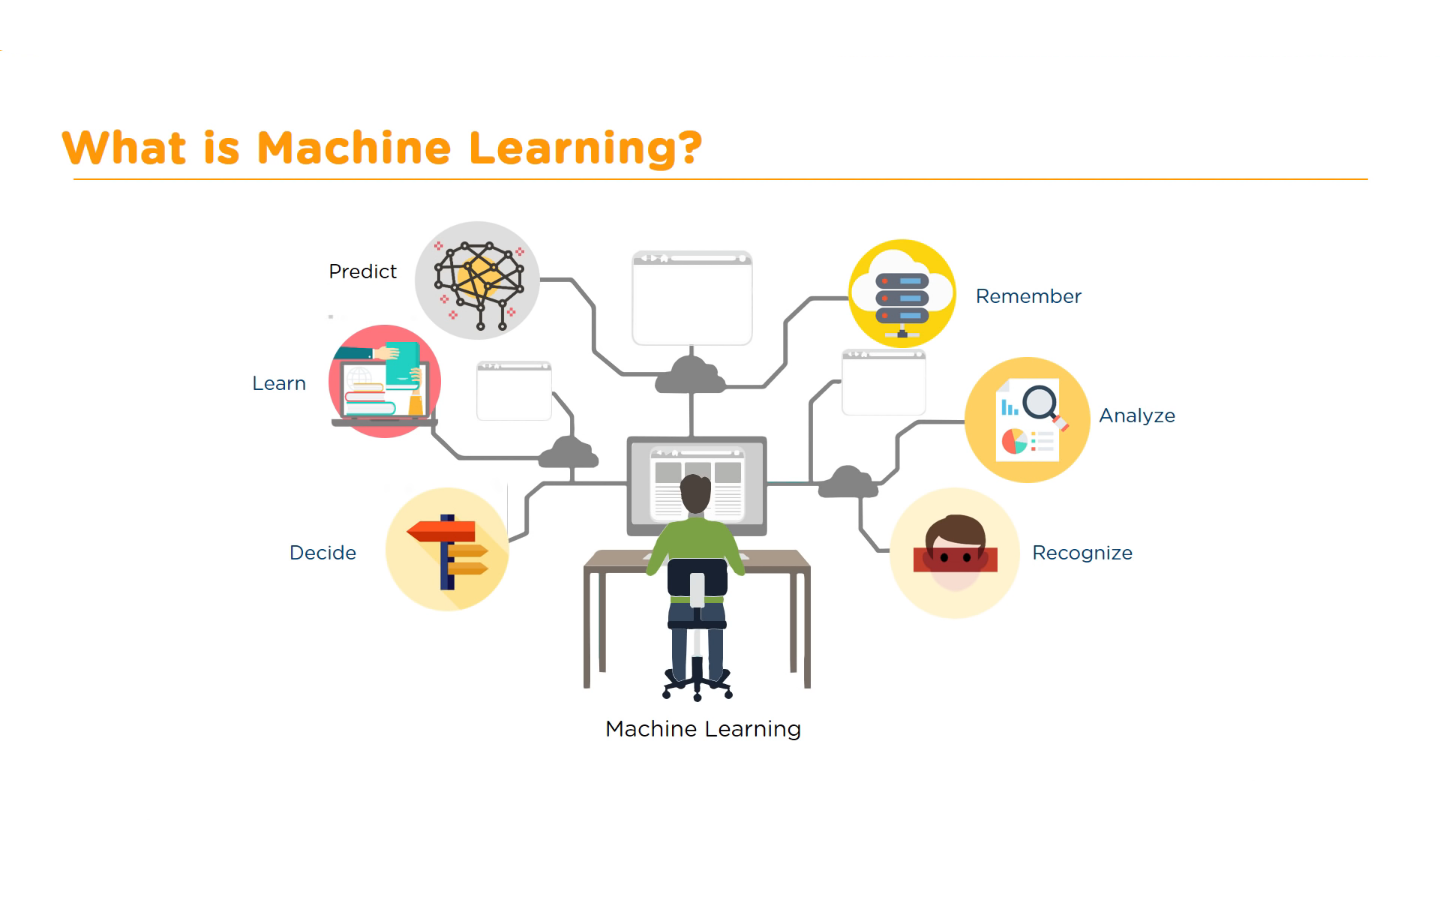 What is Machine Learning?
Predict
Remember
Learn
Analyze
Decide
Recognize
Machine Learning